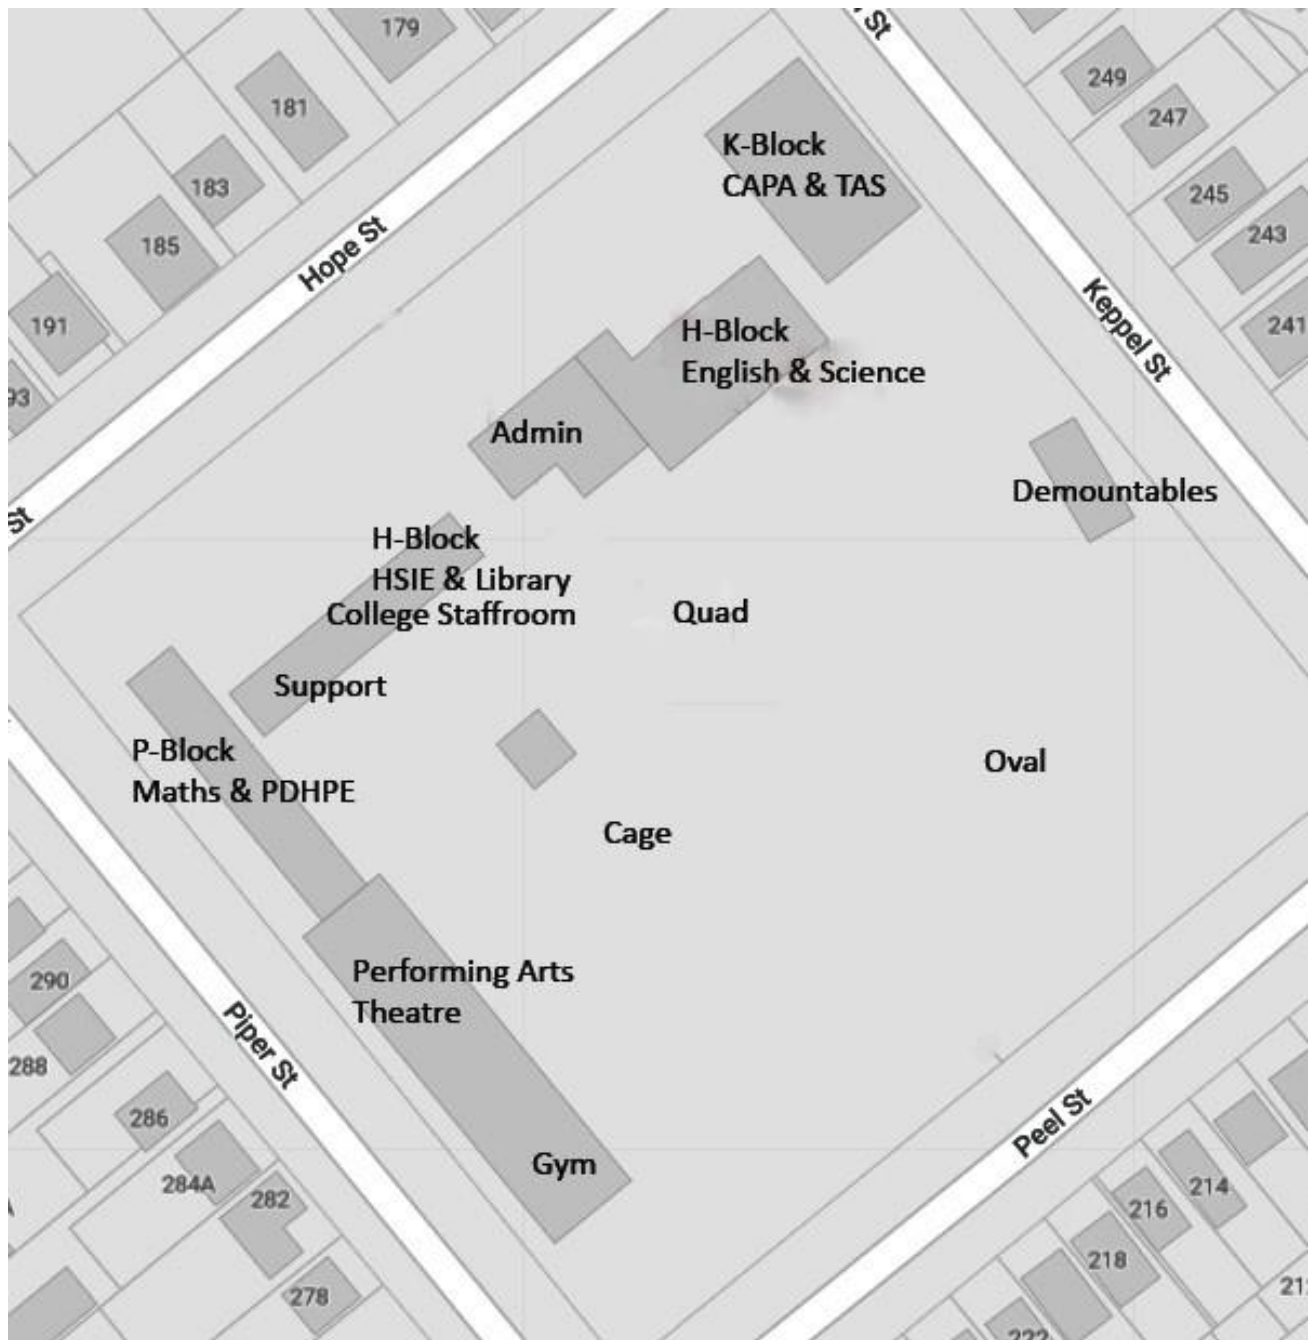 179
St
181
249
247
K-Block
CAPA & TAS
183
245
Hope St
185
243
191
Keppel St
241
H-Block
English & Science
93
Admin
Demountables
St
H-Block
HSIE & Library
College Staffroom
Quad
Support
P-Block
Maths & PDHPE
Oval
Cage
290
Performing Arts
Theatre
Piper St
288
286
Peel St
Gym
284A
282
214
216
218
278
222